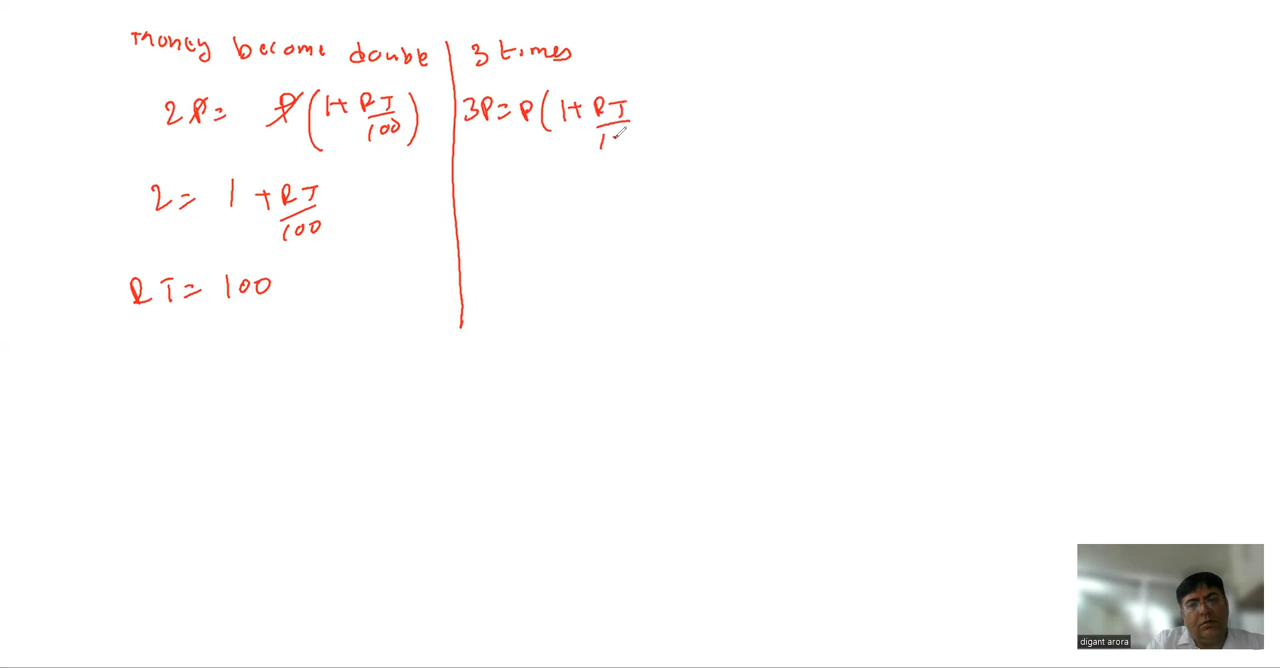 Money become double
2P = P(1+ RT/100)
2 = 1 + RT/100
RT = 100
3 times
3P = P(1+ RT/1
digant arora